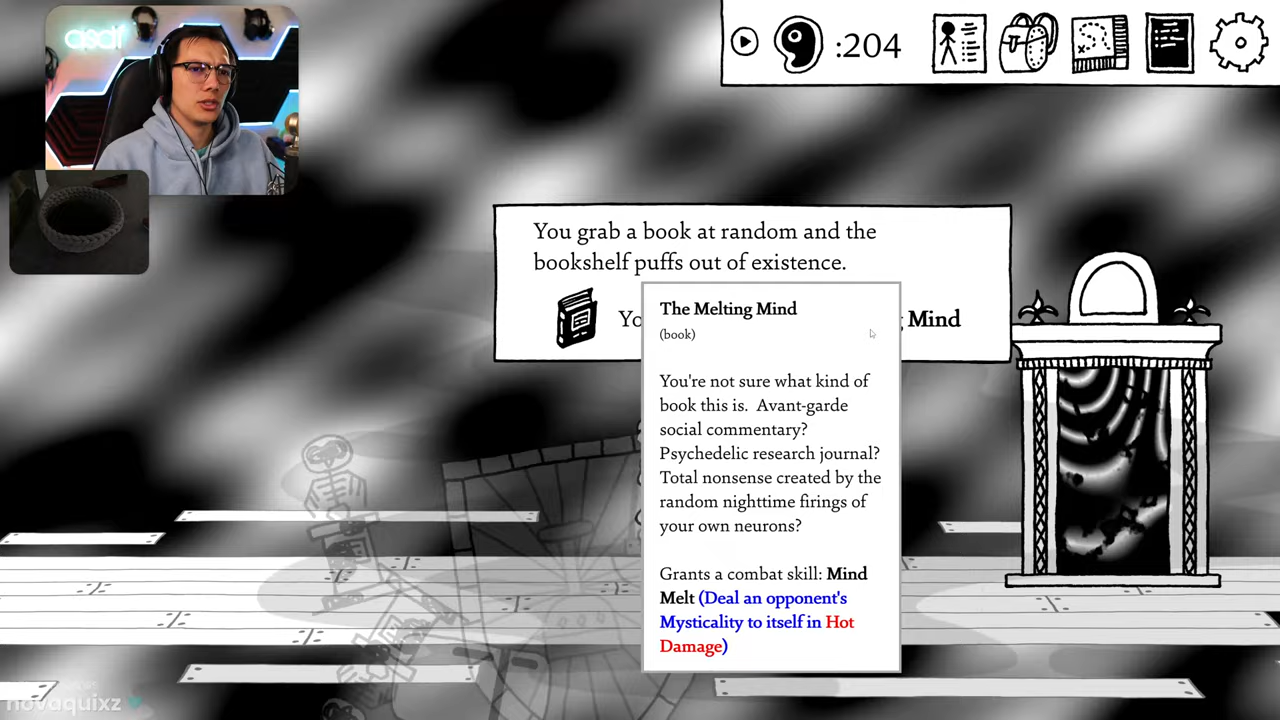 asdf
:204
You grab a book at random and the
bookshelf puffs out of existence.
Yo
Mind
The Melting Mind
(book)
You're not sure what kind of
book this is. Avant-garde
social commentary?
Psychedelic research journal?
Total nonsense created by the
random nighttime firings of
your own neurons?
Grants a combat skill: Mind
Melt (Deal an opponent's
Mysticality to itself in Hot
Damage)
novaquixz